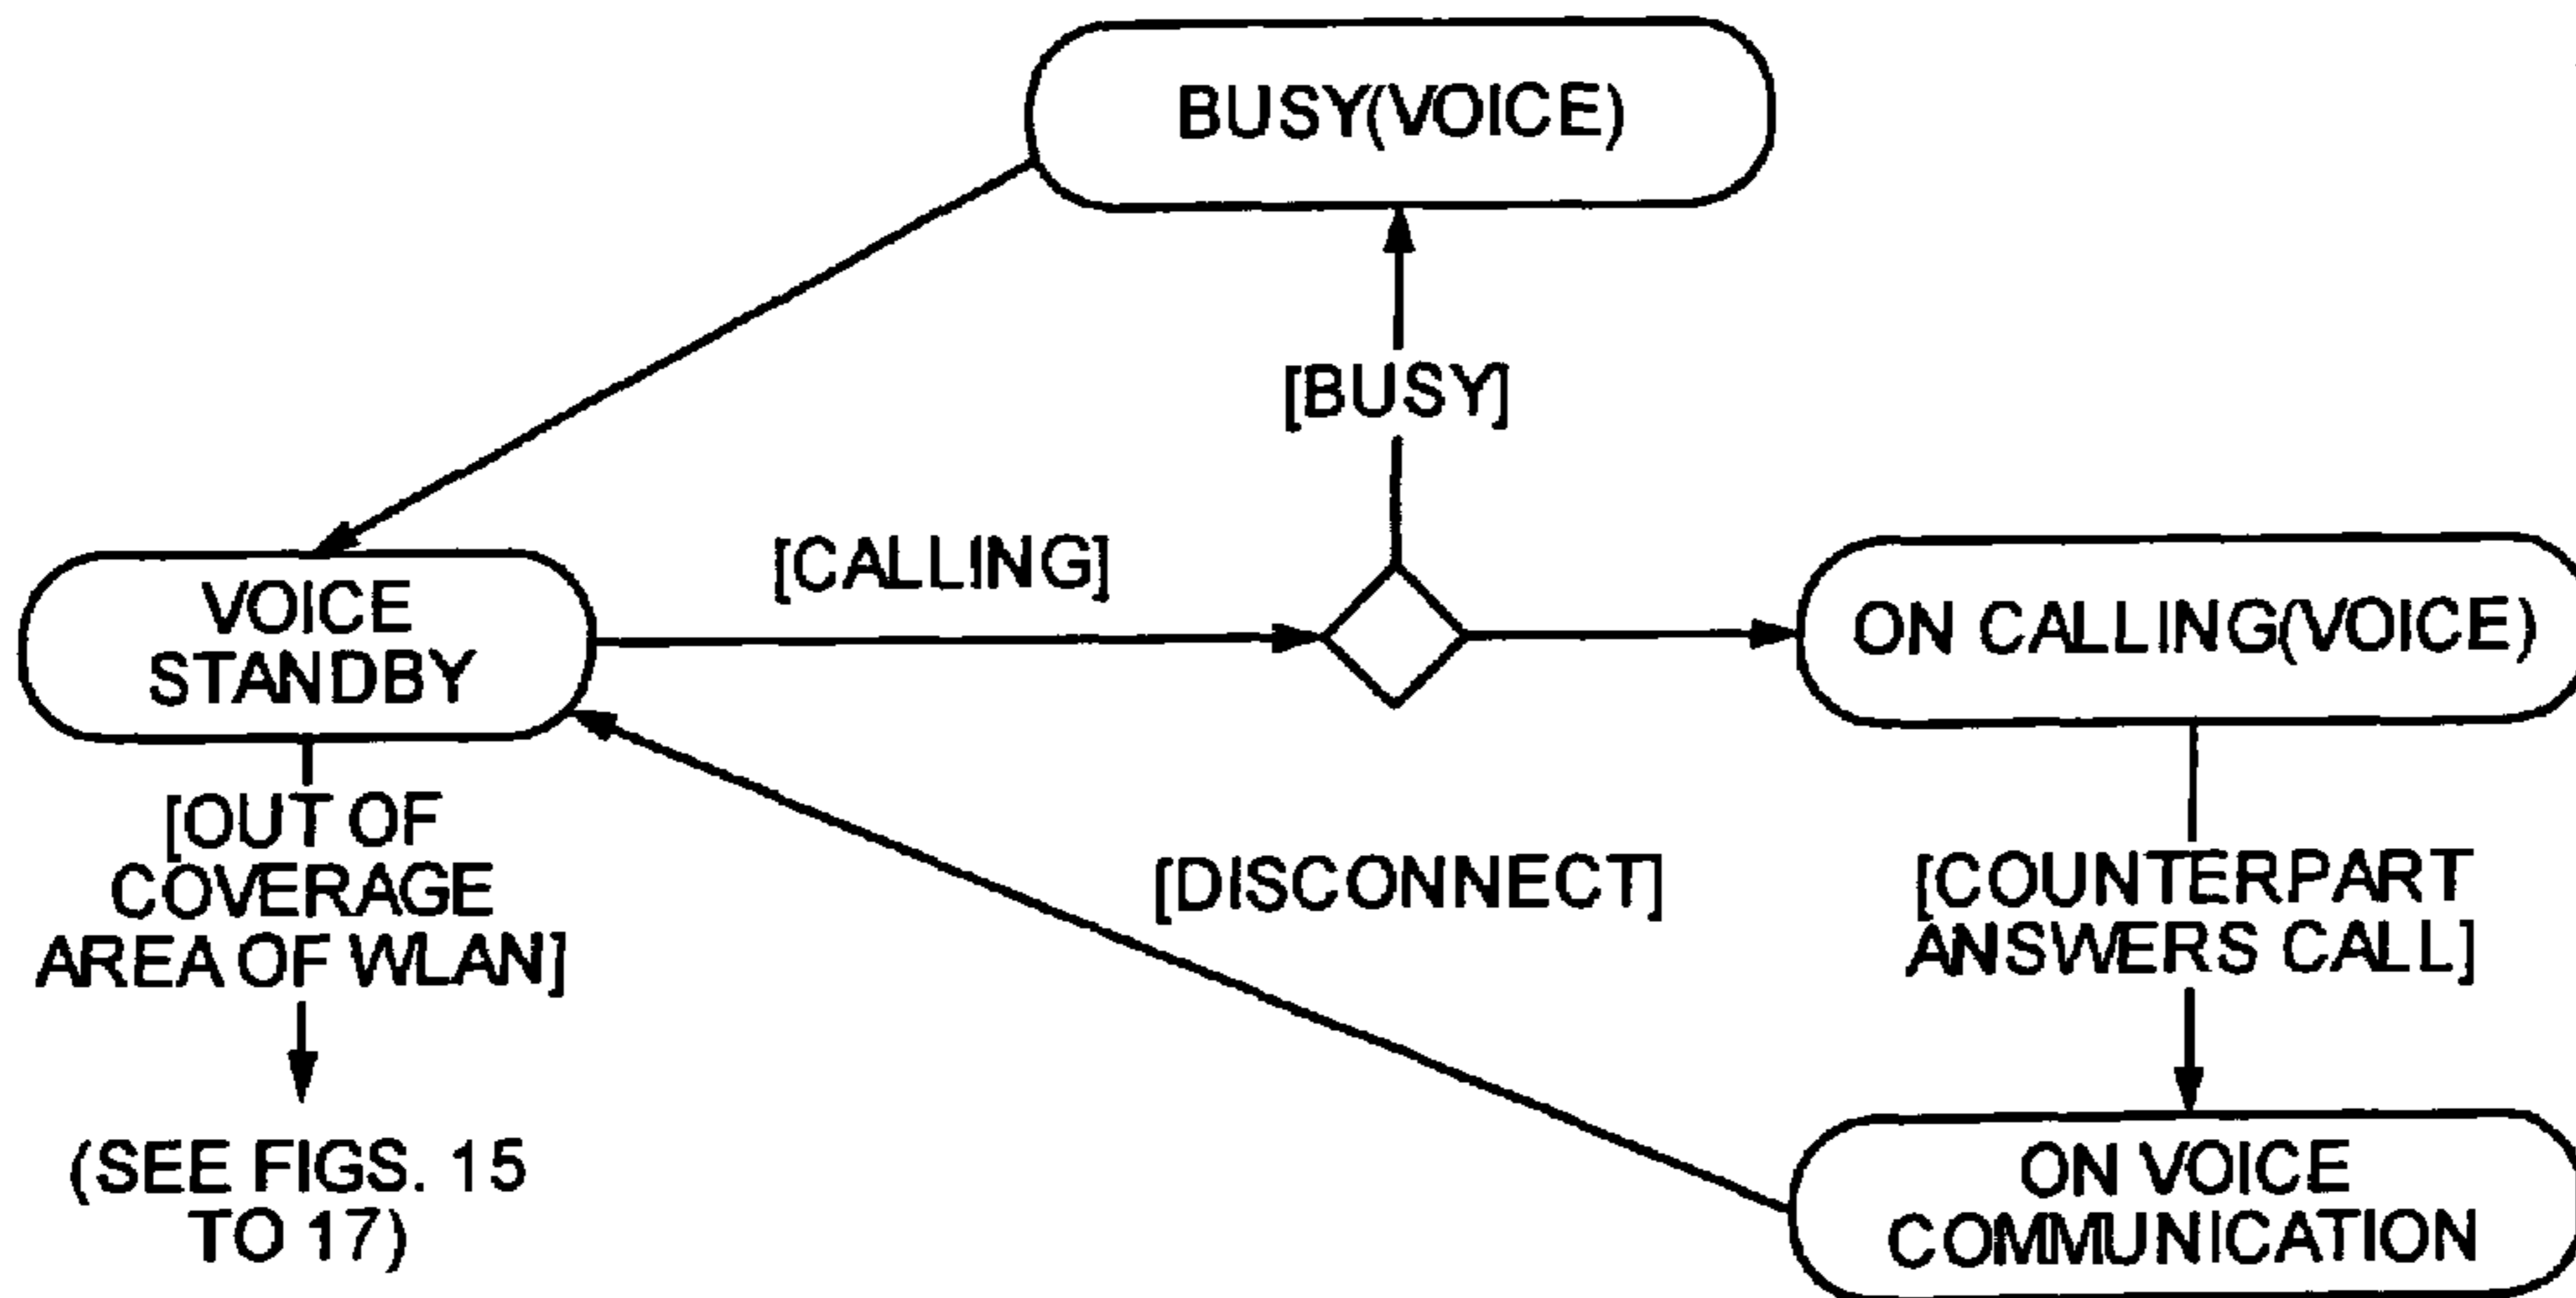 BUSY(VOICE)
[BUSY]
[CALLING]
VOICE
STANDBY
ON CALLING(VOICE)
[OUT OF
COVERAGE
AREA OF WLAN]
[DISCONNECT]
[COUNTERPART
ANSWERS CALL]
(SEE FIGS. 15
TO 17)
ON VOICE
COMMUNICATION